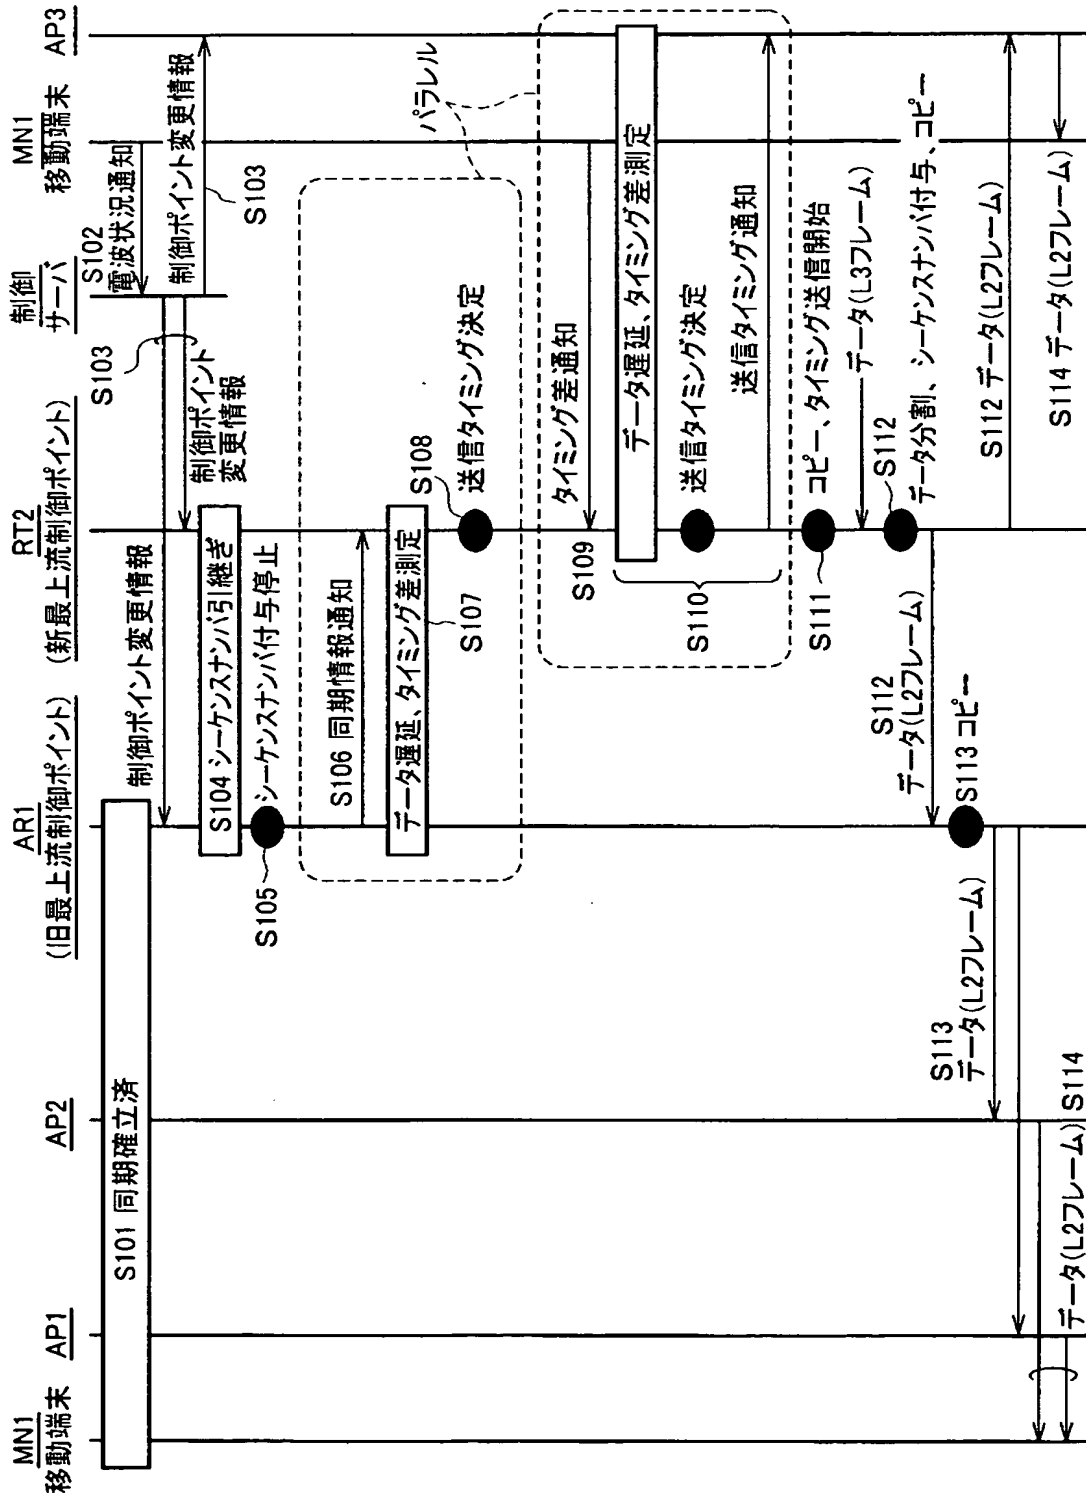 MN1
移動端末
AP1
AP2
AR1
(旧最上流制御ポイント)
RT2
(新最上流制御ポイント)
制御
サーバ
MN1
移動端末
AP3
S101 同期確立済
S102
電波状況通知
制御ポイント変更情報
S103
制御ポイント変更情報
S103
制御ポイント
変更情報
S104 シーケンスナンバ引継ぎ
シーケンスナンバ付与停止
S105
パラレル
S106 同期情報通知
データ遅延、タイミング差測定
S107
S108
送信タイミング決定
タイミング差通知
S109
データ遅延、タイミング差測定
送信タイミング決定
S110
送信タイミング通知
コピー、タイミング送信開始
S111
データ(L3フレーム)
S112
データ分割、シーケンスナンバ付与、コピー
S112
データ(L2フレーム)
S112 データ(L2フレーム)
S113 コピー
S113
データ(L2フレーム)
データ(L2フレーム) S114
S114 データ(L2フレーム)